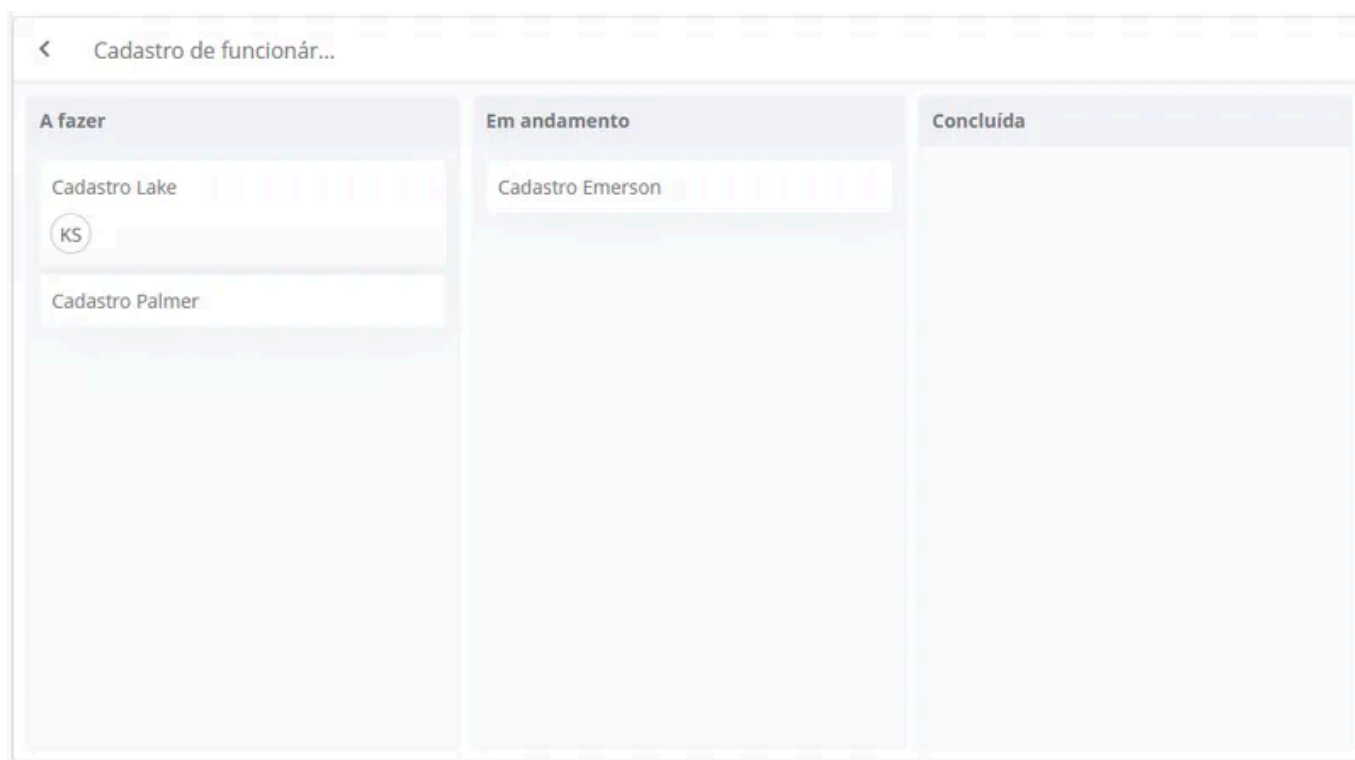 Cadastro de funcionár...
A fazer
Cadastro Lake
KS
Cadastro Palmer
Em andamento
Cadastro Emerson
Concluída